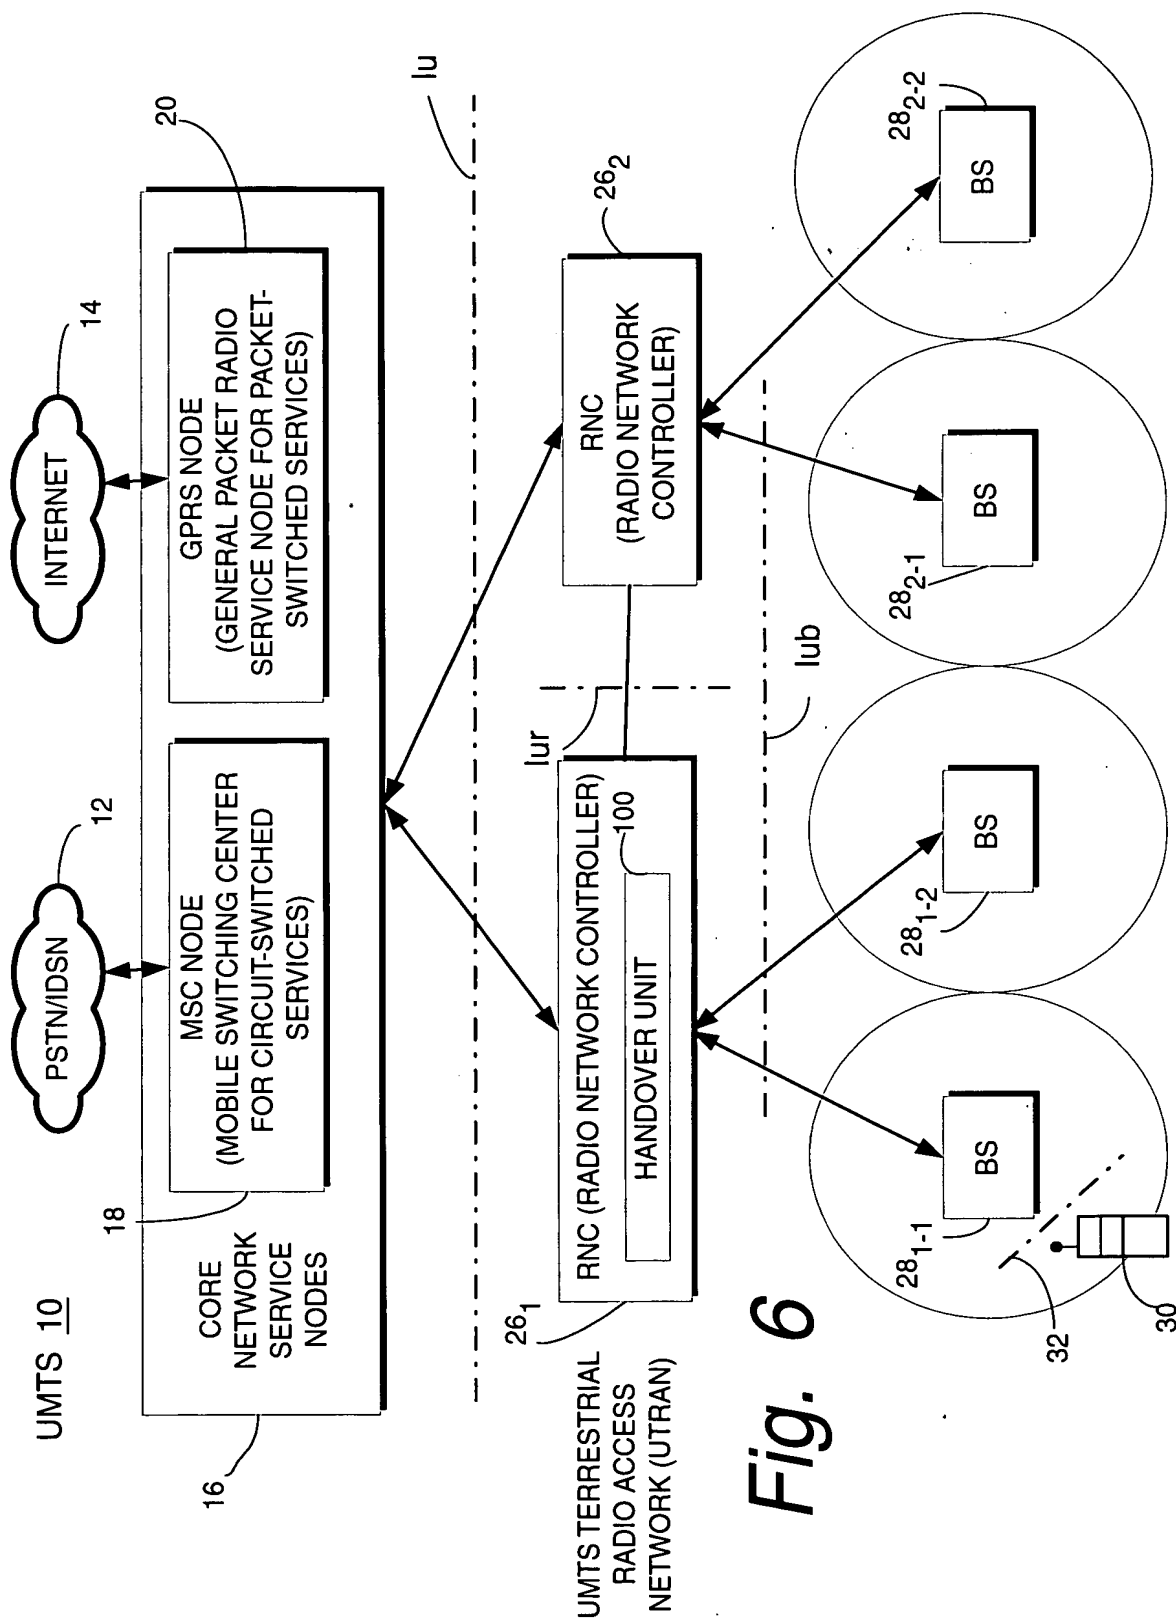 UMTS 10
PSTN/IDSN
12
INTERNET
14
16
CORE
NETWORK
SERVICE
NODES
18
MSC NODE
(MOBILE SWITCHING CENTER
FOR CIRCUIT-SWITCHED
SERVICES)
20
GPRS NODE
(GENERAL PACKET RADIO
SERVICE NODE FOR PACKET-
SWITCHED SERVICES)
Iu
UMTS TERRESTRIAL
RADIO ACCESS
NETWORK (UTRAN)
26₁
RNC (RADIO NETWORK CONTROLLER)
100
HANDOVER UNIT
Iur
26₂
RNC
(RADIO NETWORK
CONTROLLER)
Iub
28₁₋₁
BS
28₁₋₂
BS
28₂₋₁
BS
28₂₋₂
BS
32
30
Fig. 6